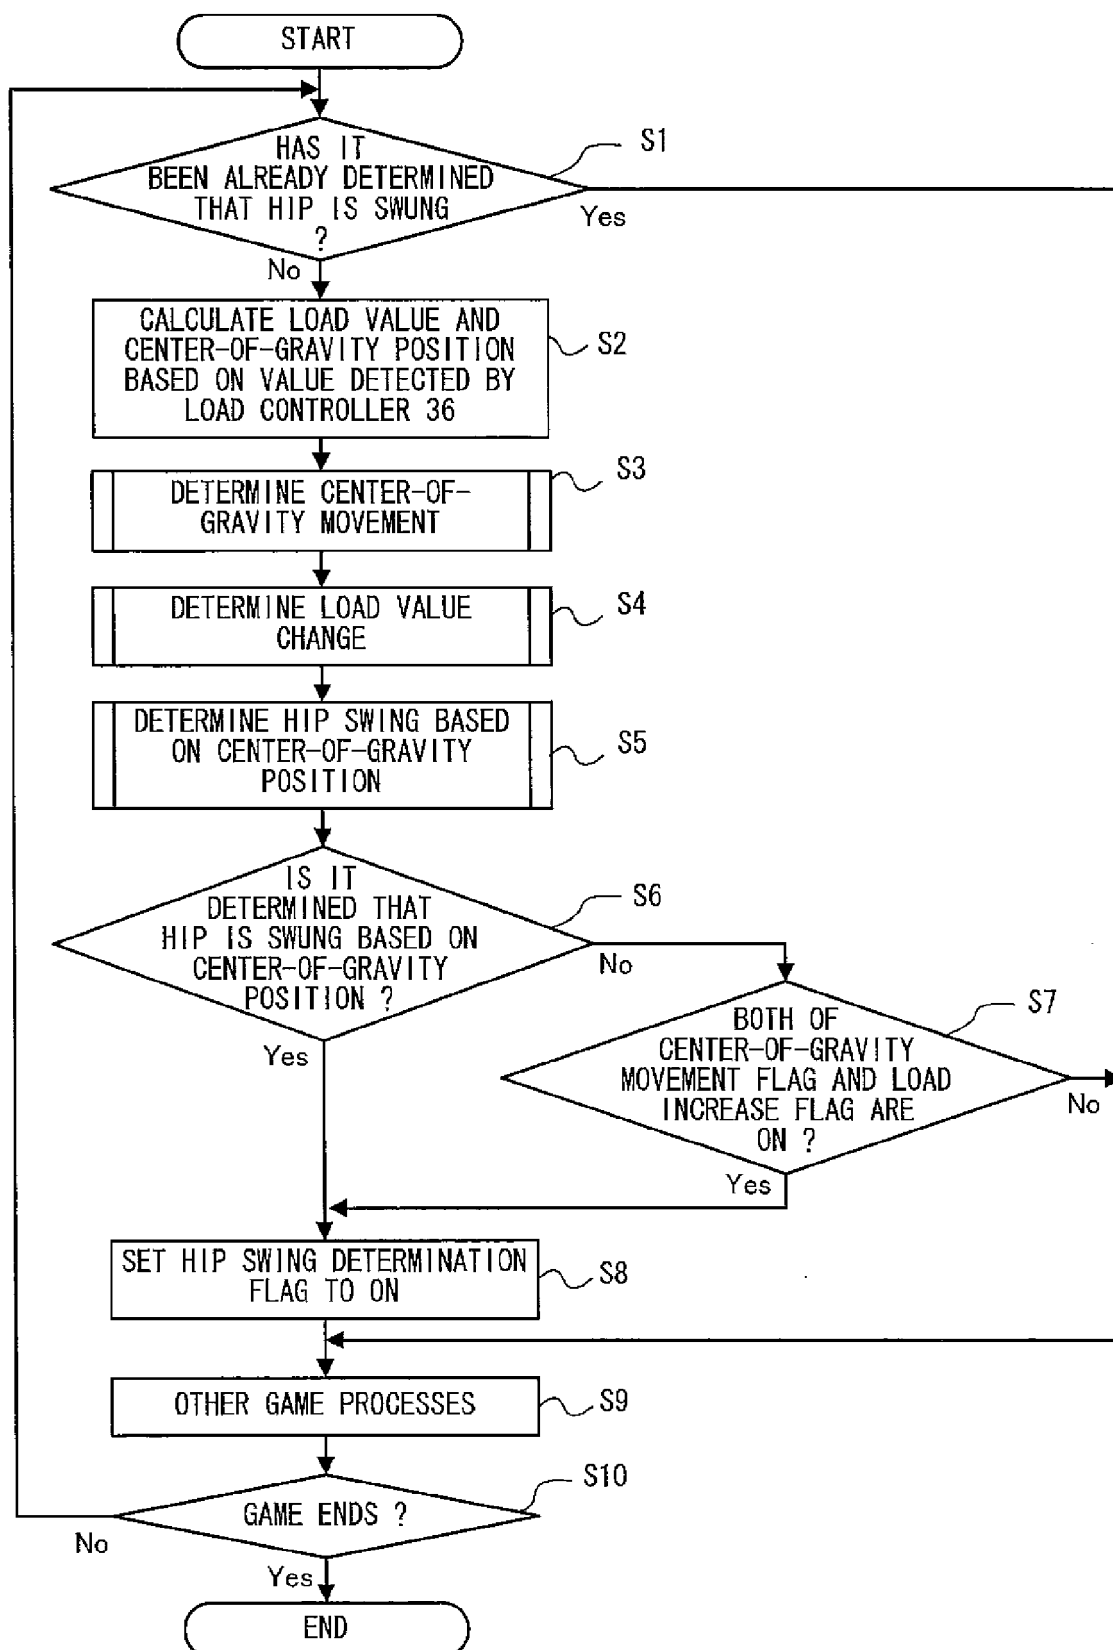 START
HAS IT
BEEN ALREADY DETERMINED
THAT HIP IS SWUNG
?
S1
Yes
No
CALCULATE LOAD VALUE AND
CENTER-OF-GRAVITY POSITION
BASED ON VALUE DETECTED BY
LOAD CONTROLLER 36
S2
DETERMINE CENTER-OF-
GRAVITY MOVEMENT
S3
DETERMINE LOAD VALUE
CHANGE
S4
DETERMINE HIP SWING BASED
ON CENTER-OF-GRAVITY
POSITION
S5
IS IT
DETERMINED THAT
HIP IS SWUNG BASED ON
CENTER-OF-GRAVITY
POSITION ?
S6
No
Yes
BOTH OF
CENTER-OF-GRAVITY
MOVEMENT FLAG AND LOAD
INCREASE FLAG ARE
ON ?
S7
No
Yes
SET HIP SWING DETERMINATION
FLAG TO ON
S8
OTHER GAME PROCESSES
S9
GAME ENDS ?
S10
No
Yes
END